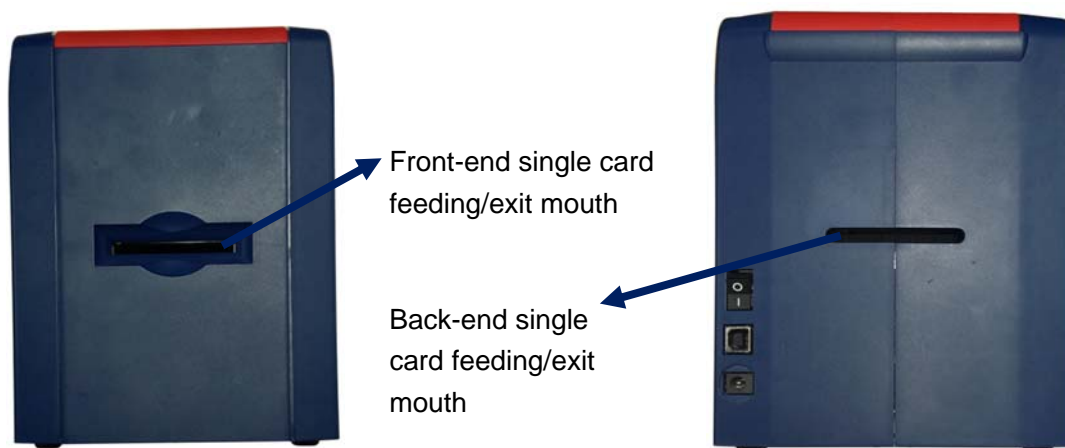 Front-end single card
feeding/exit mouth
Back-end single
card feeding/exit
mouth
O
I